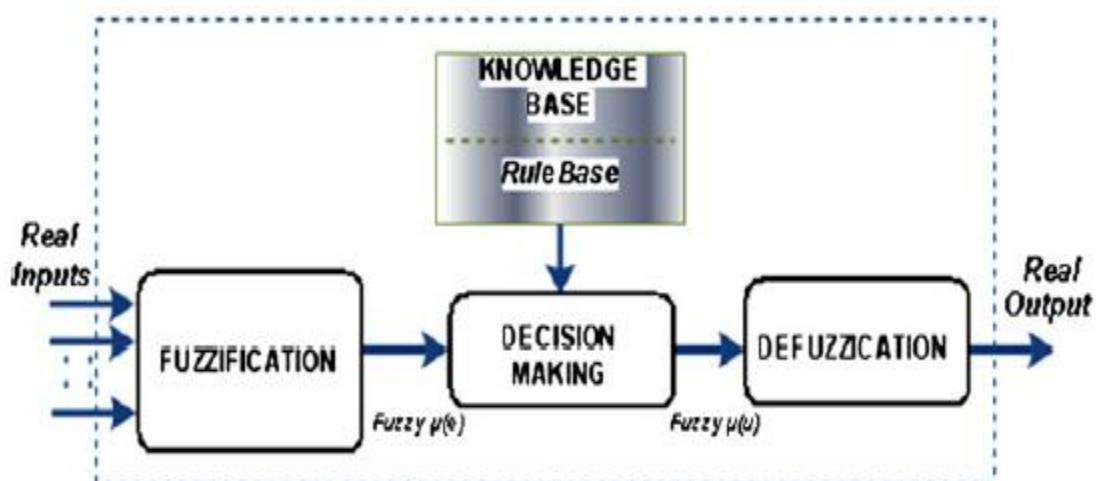 KNOWLEDGE
BASE
Rule Base
Real
Inputs
FUZZIFICATION
Fuzzy μ(e)
DECISION
MAKING
Fuzzy μ(u)
DEFUZZICATION
Real
Output